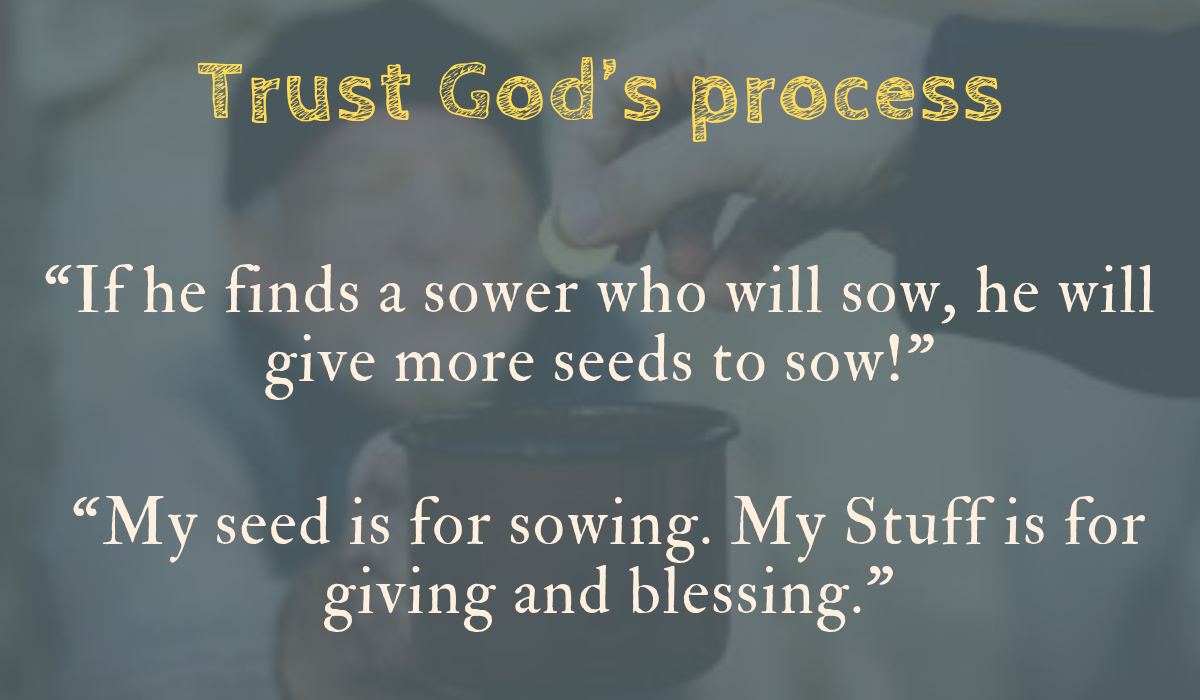 Trust God's process
“If he finds a sower who will sow, he will
give more seeds to sow!”
“My seed is for sowing. My Stuff is for
giving and blessing.”